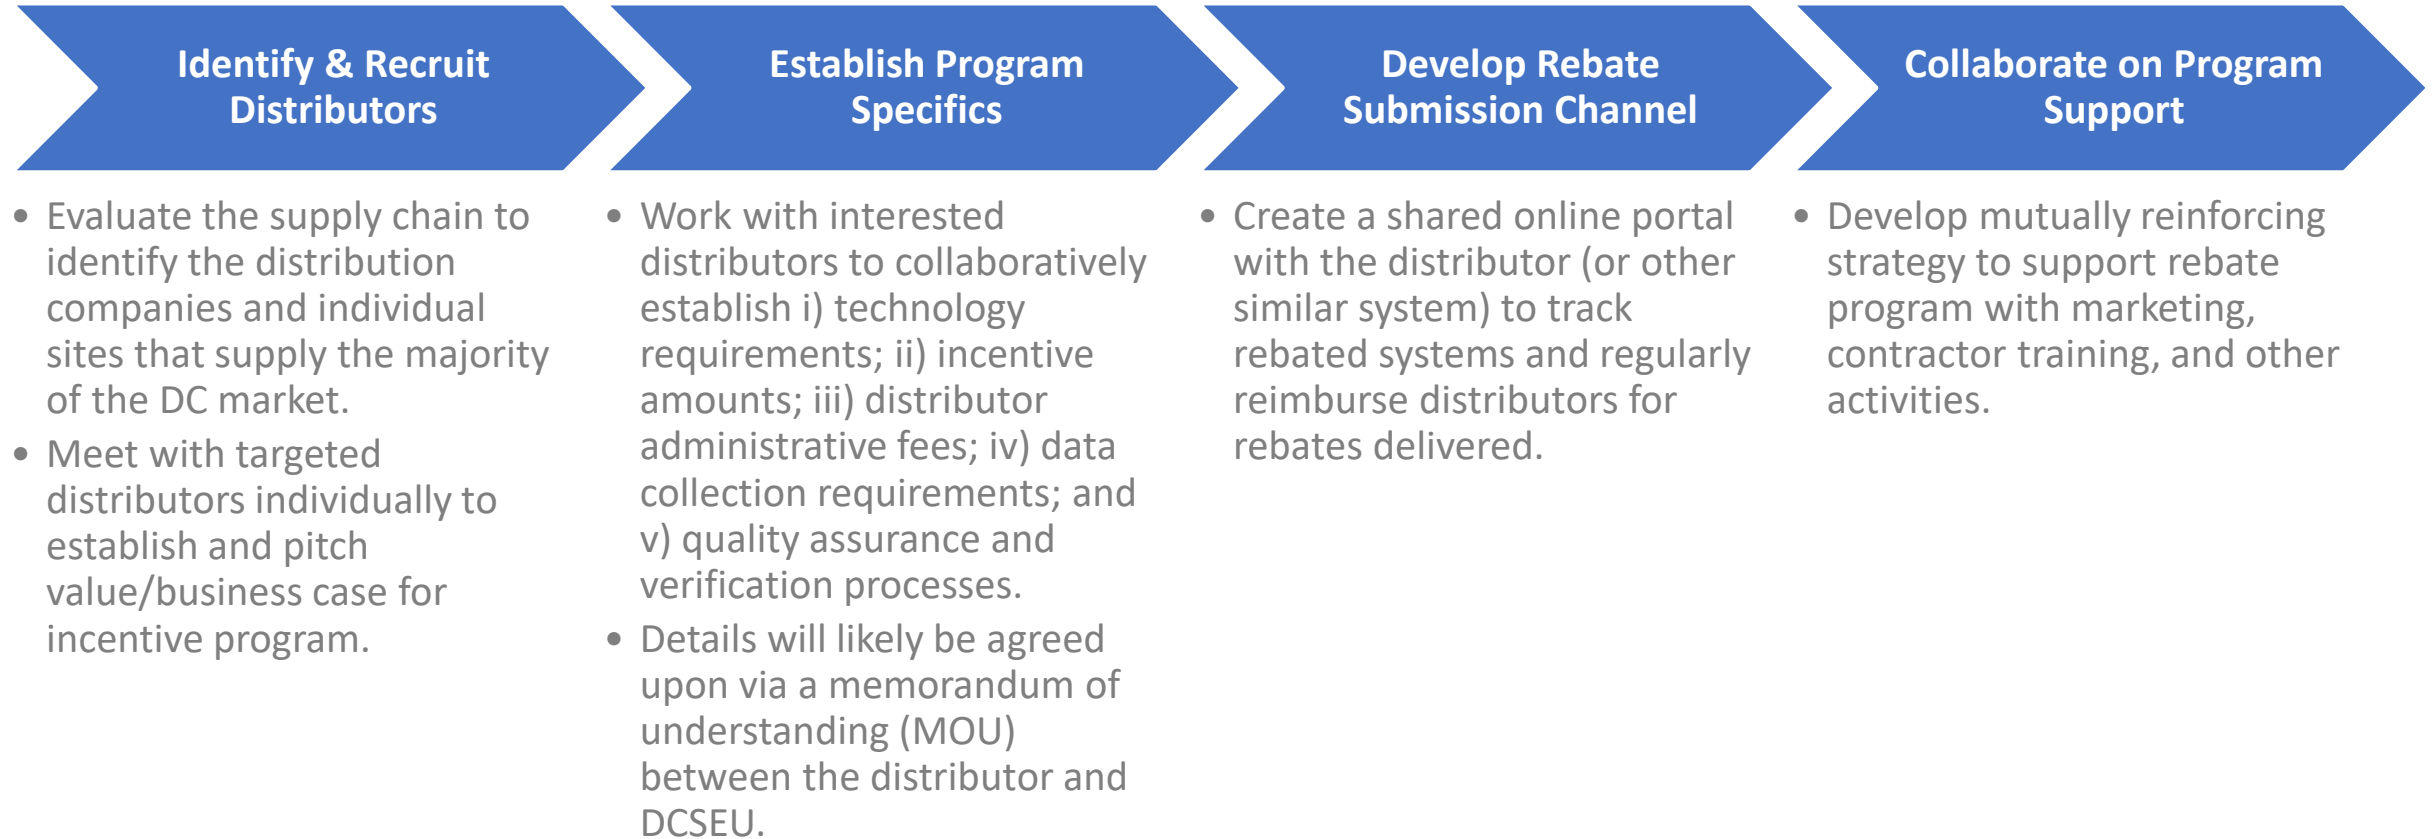 Identify & Recruit
Distributors
• Evaluate the supply chain to
identify the distribution
companies and individual
sites that supply the majority
of the DC market.
• Meet with targeted
distributors individually to
establish and pitch
value/business case for
incentive program.
Establish Program
Specifics
• Work with interested
distributors to collaboratively
establish i) technology
requirements; ii) incentive
amounts; iii) distributor
administrative fees; iv) data
collection requirements; and
v) quality assurance and
verification processes.
• Details will likely be agreed
upon via a memorandum of
understanding (MOU)
between the distributor and
DCSEU.
Develop Rebate
Submission Channel
• Create a shared online portal
with the distributor (or other
similar system) to track
rebated systems and regularly
reimburse distributors for
rebates delivered.
Collaborate on Program
Support
• Develop mutually reinforcing
strategy to support rebate
program with marketing,
contractor training, and other
activities.